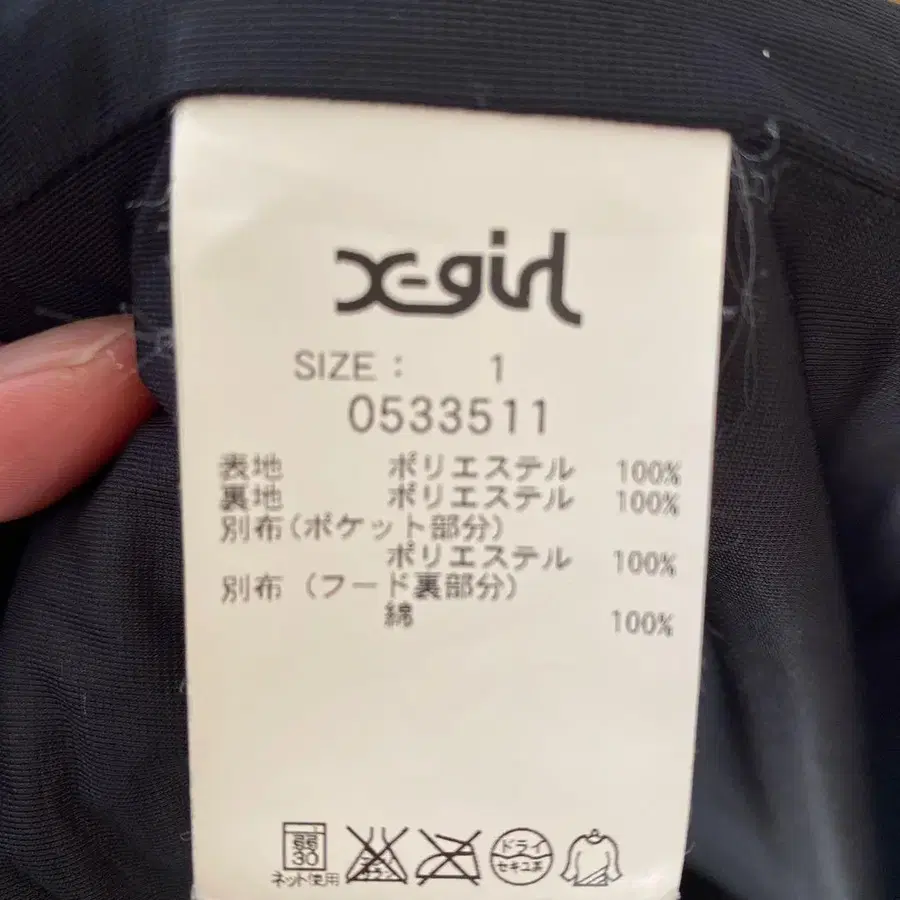 X-girl
SIZE : 1
0533511
表地 ポリエステル 100%
裏地 ポリエステル 100%
別布(ポケット部分)
ポリエステル 100%
別布 (フード裏部分)
綿 100%
弱
30
ネット使用
ドライ
セキユ系